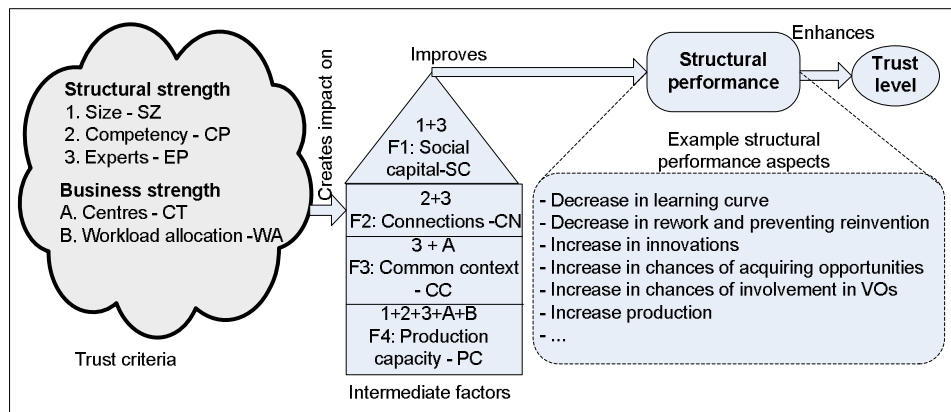 Structural strength
1. Size - SZ
2. Competency - CP
3. Experts - EP
Business strength
A. Centres - CT
B. Workload allocation -WA
Trust criteria
Creates impact on
1+3
F1: Social
capital-SC
2+3
F2: Connections -CN
3 + A
F3: Common context
- CC
1+2+3+A+B
F4: Production
capacity - PC
Intermediate factors
Improves
Structural
performance
Enhances
Trust
level
Example structural
performance aspects
- Decrease in learning curve
- Decrease in rework and preventing reinvention
- Increase in innovations
- Increase in chances of acquiring opportunities
- Increase in chances of involvement in VOs
- Increase production
- ...